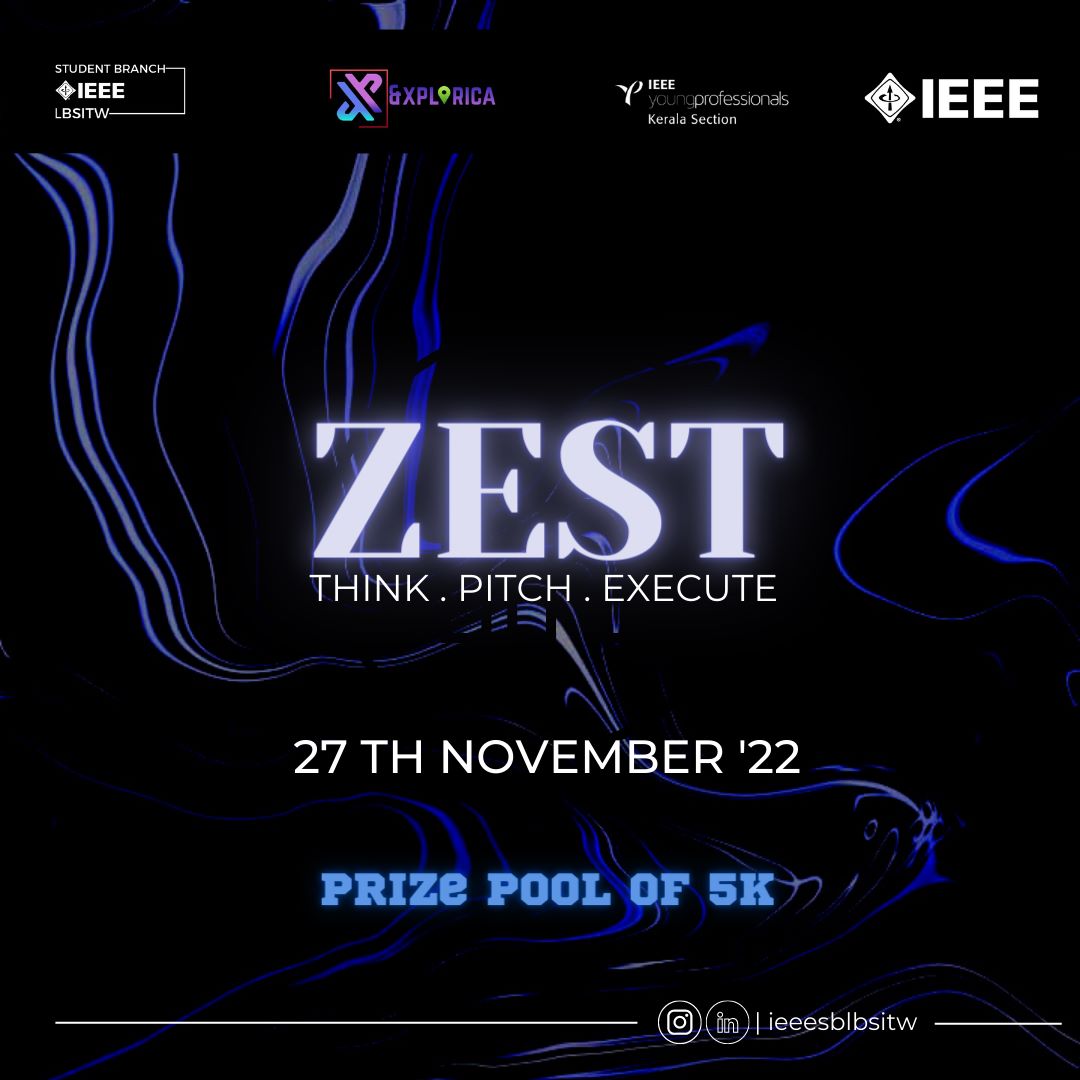 STUDENT BRANCH
IEEE
LBSITW
&XPLORICA
IEEE
youngprofessionals
Kerala Section
IEEE
ZEST
THINK . PITCH . EXECUTE
27 TH NOVEMBER '22
PRIZE POOL OF 5K
in | ieeesblbsitw